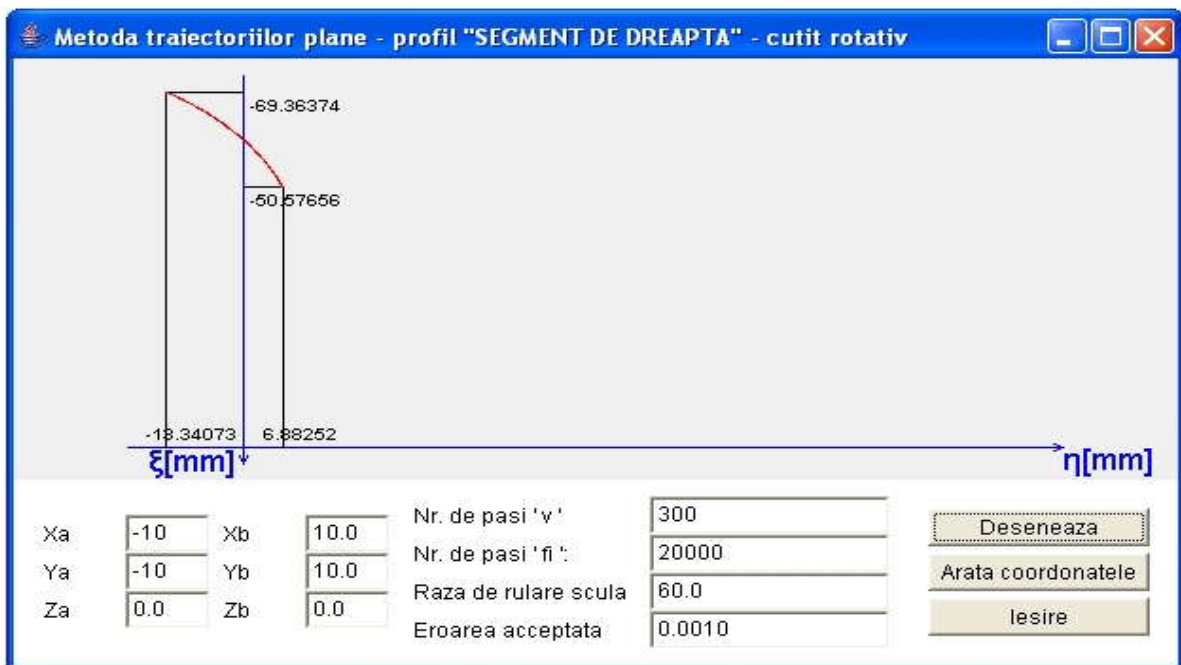 Metoda traiectoriilor plane - profil "SEGMENT DE DREAPTA" - cutit rotativ
-69.36374
-50.57656
-13.34073 6.88252
ξ[mm] η[mm]
Xa -10 Xb 10.0
Ya -10 Yb 10.0
Za 0.0 Zb 0.0
Nr. de pasi 'v' 300
Nr. de pasi 'fi': 20000
Raza de rulare scula 60.0
Eroarea acceptata 0.0010
Deseneaza
Arata coordonatele
Iesire